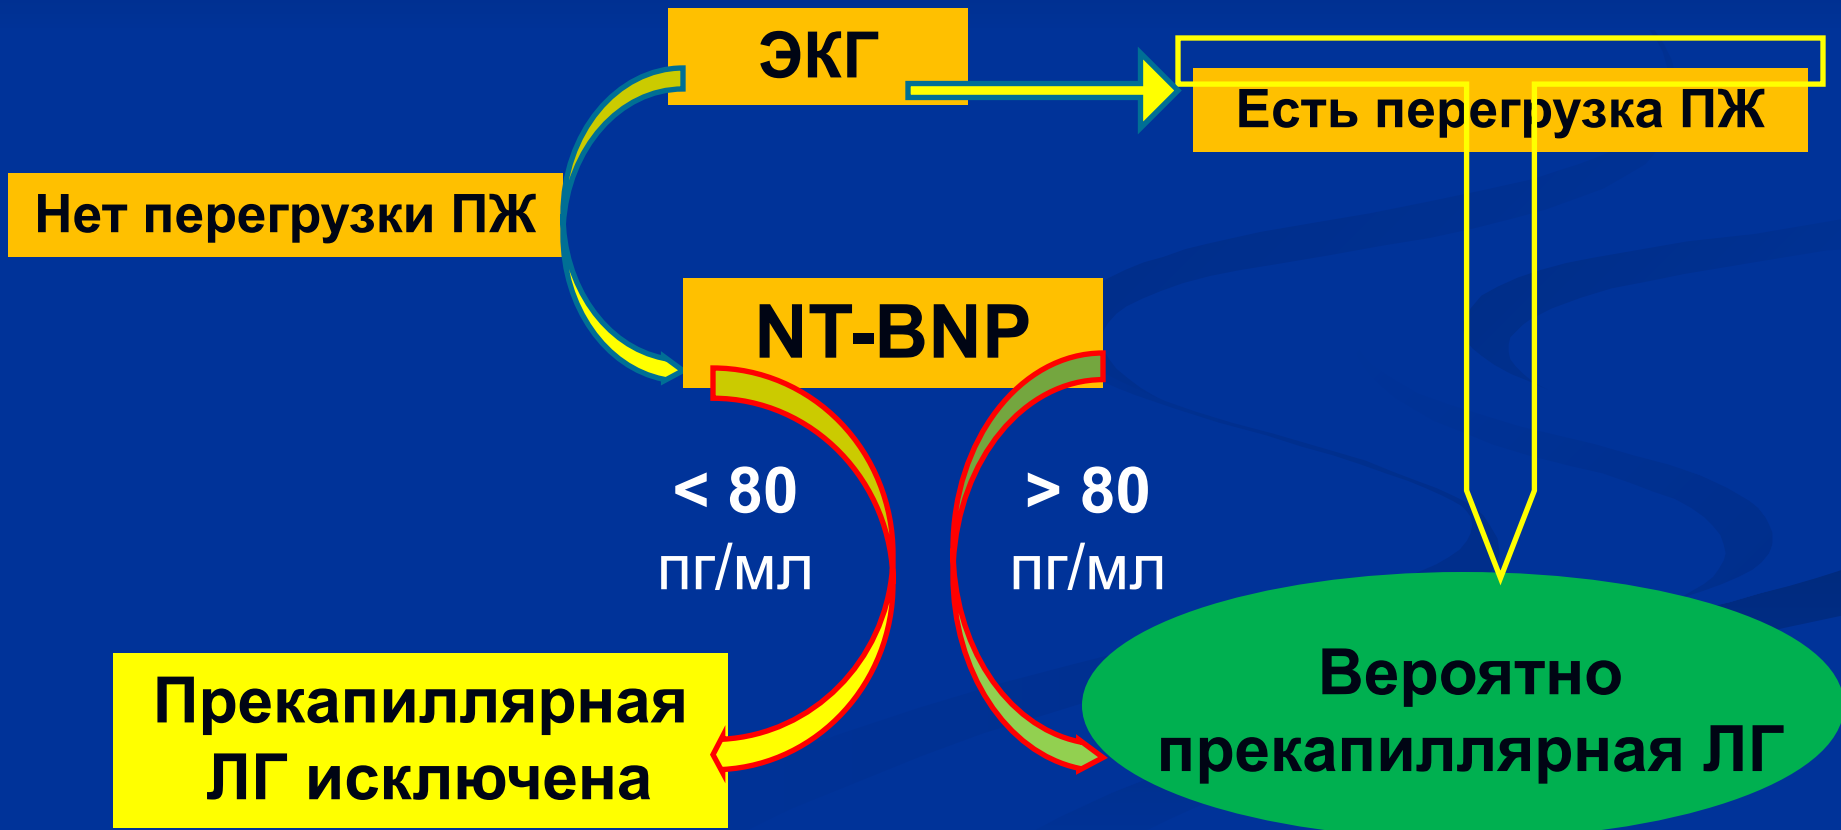 ЭКГ
Есть перегрузка ПЖ
Нет перегрузки ПЖ
NT-BNP
< 80
пг/мл
> 80
пг/мл
Прекапиллярная
ЛГ исключена
Вероятно
прекапиллярная ЛГ